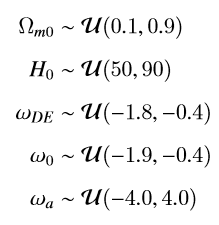 Ω_{m0} ~ 𝓤(0.1, 0.9)
H_0 ~ 𝓤(50, 90)
ω_{DE} ~ 𝓤(−1.8, −0.4)
ω_0 ~ 𝓤(−1.9, −0.4)
ω_a ~ 𝓤(−4.0, 4.0)